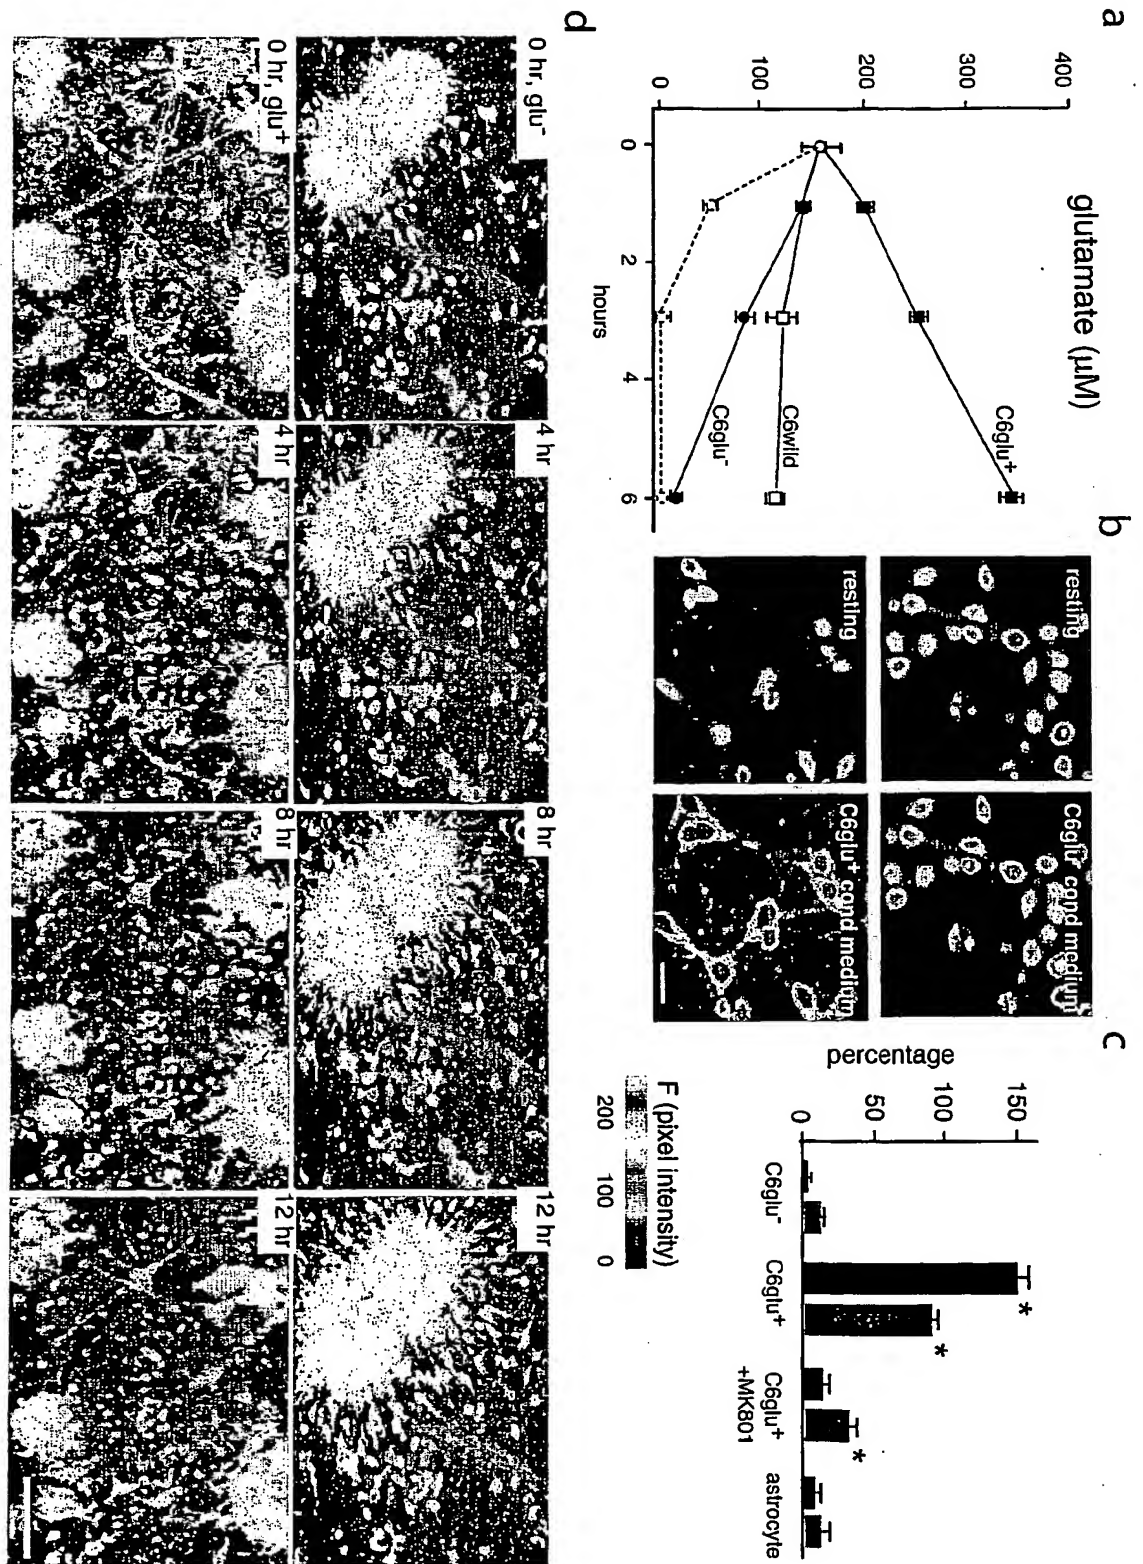 a
glutamate (μM)
400
300
200
100
0
0
2
4
6
hours
C6glu⁺
C6wild
C6glu⁻
b
resting
C6glu⁻ cond medium
resting
C6glu⁺ cond medium
F (pixel intensity)
200
100
0
c
percentage
150
100
50
0
C6glu⁻
C6glu⁺
C6glu⁺
+MK801
astrocyte
*
*
*
d
0 hr, glu⁻
4 hr
8 hr
12 hr
0 hr, glu⁺
4 hr
8 hr
12 hr